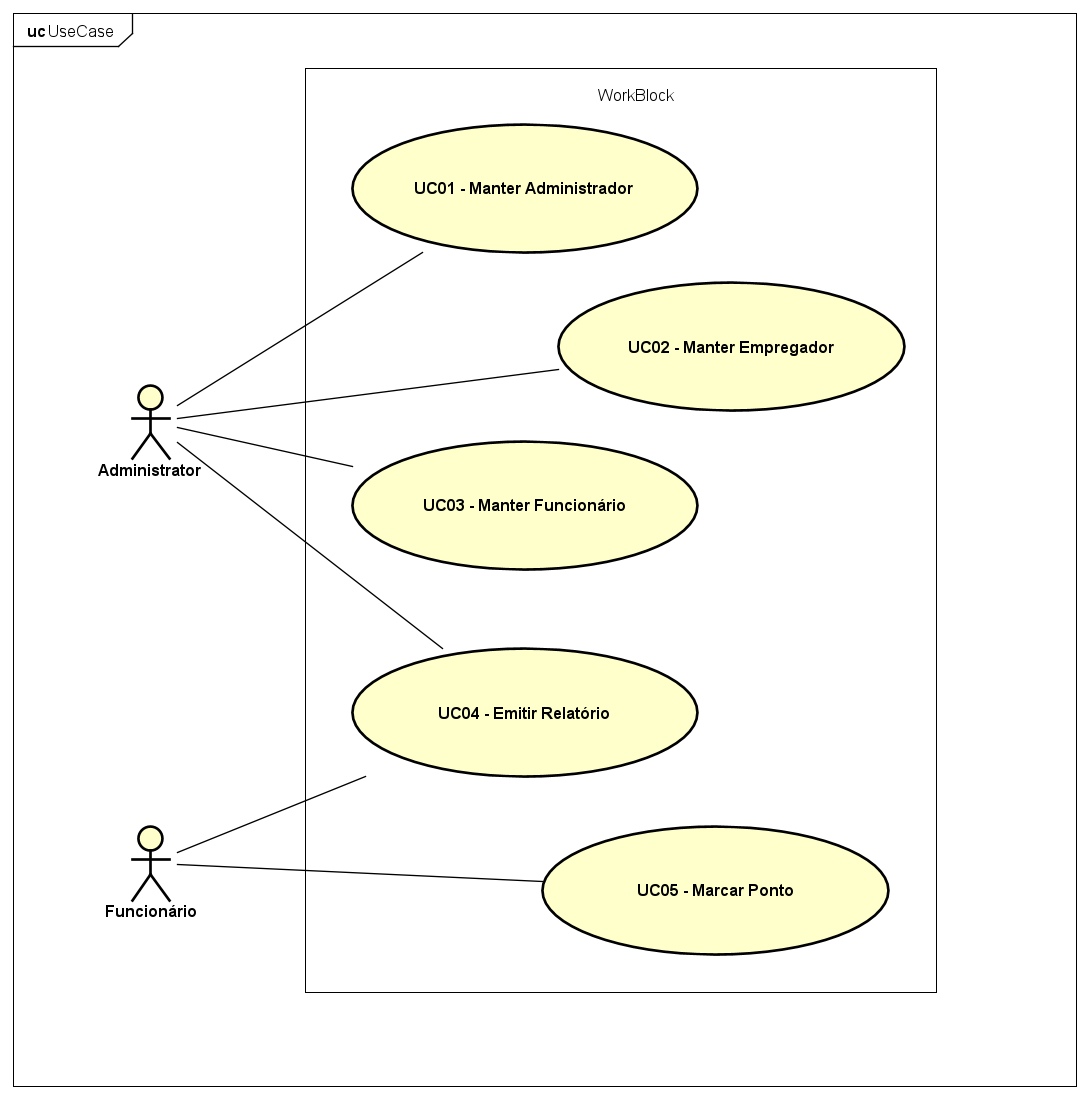 uc UseCase
WorkBlock
UC01 - Manter Administrador
UC02 - Manter Empregador
Administrator
UC03 - Manter Funcionário
UC04 - Emitir Relatório
UC05 - Marcar Ponto
Funcionário